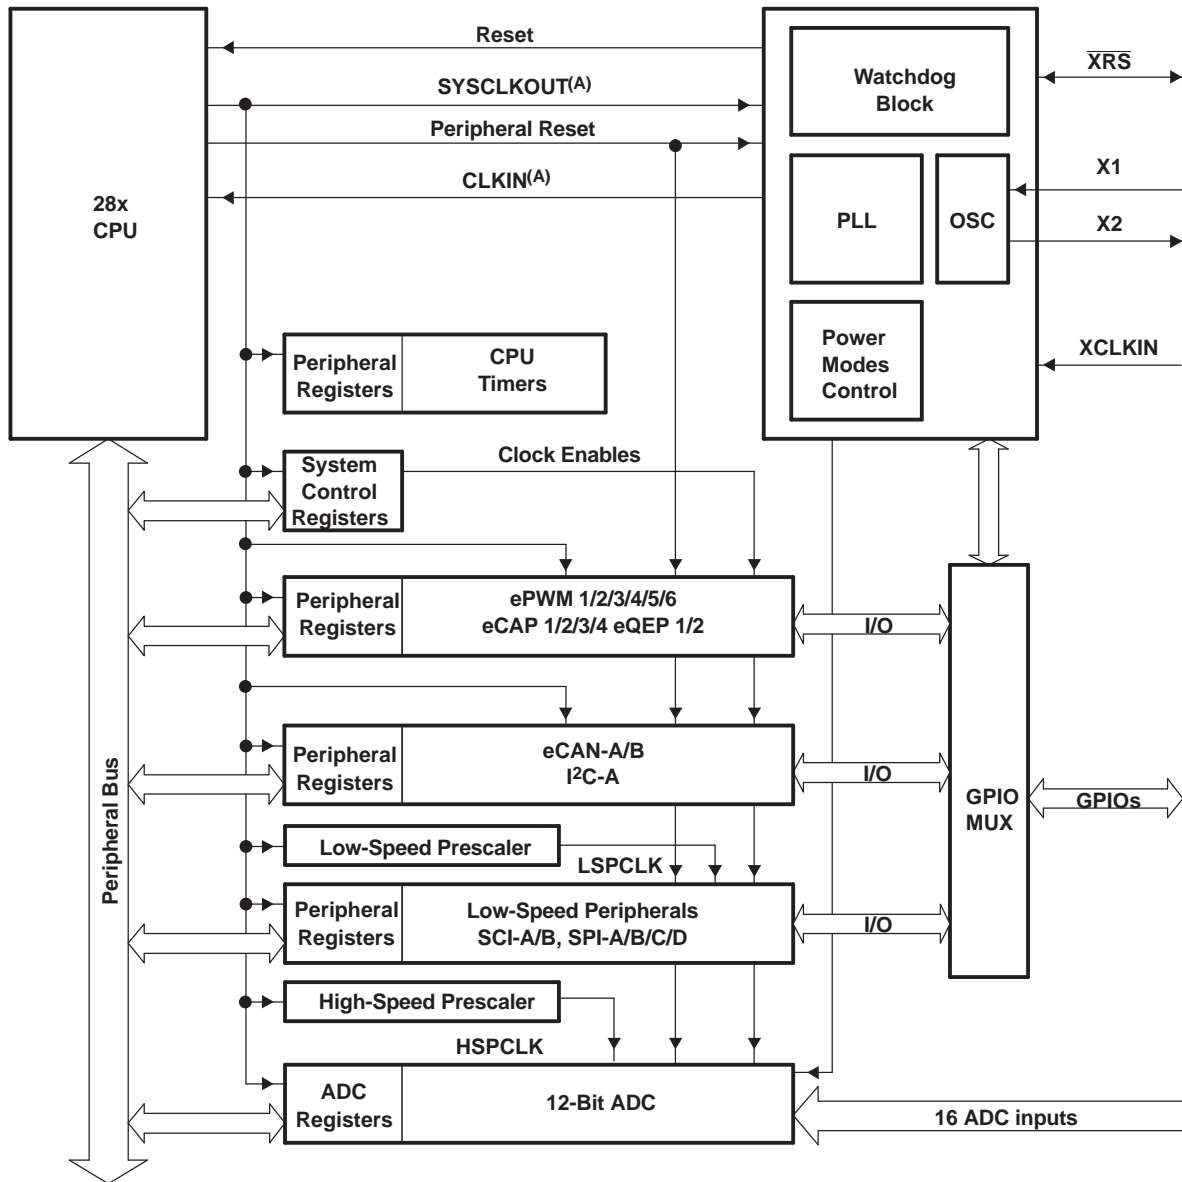 Reset
XRS
Watchdog
Block
SYSCLKOUT(A)
Peripheral Reset
X1
CLKIN(A)
28x
CPU
PLL
OSC
X2
Power
Modes
Control
XCLKIN
Peripheral
Registers
CPU
Timers
Clock Enables
System
Control
Registers
Peripheral
Registers
ePWM 1/2/3/4/5/6
eCAP 1/2/3/4 eQEP 1/2
I/O
Peripheral Bus
Peripheral
Registers
eCAN-A/B
I²C-A
I/O
GPIO
MUX
GPIOs
Low-Speed Prescaler
LSPCLK
Peripheral
Registers
Low-Speed Peripherals
SCI-A/B, SPI-A/B/C/D
I/O
High-Speed Prescaler
HSPCLK
ADC
Registers
12-Bit ADC
16 ADC inputs